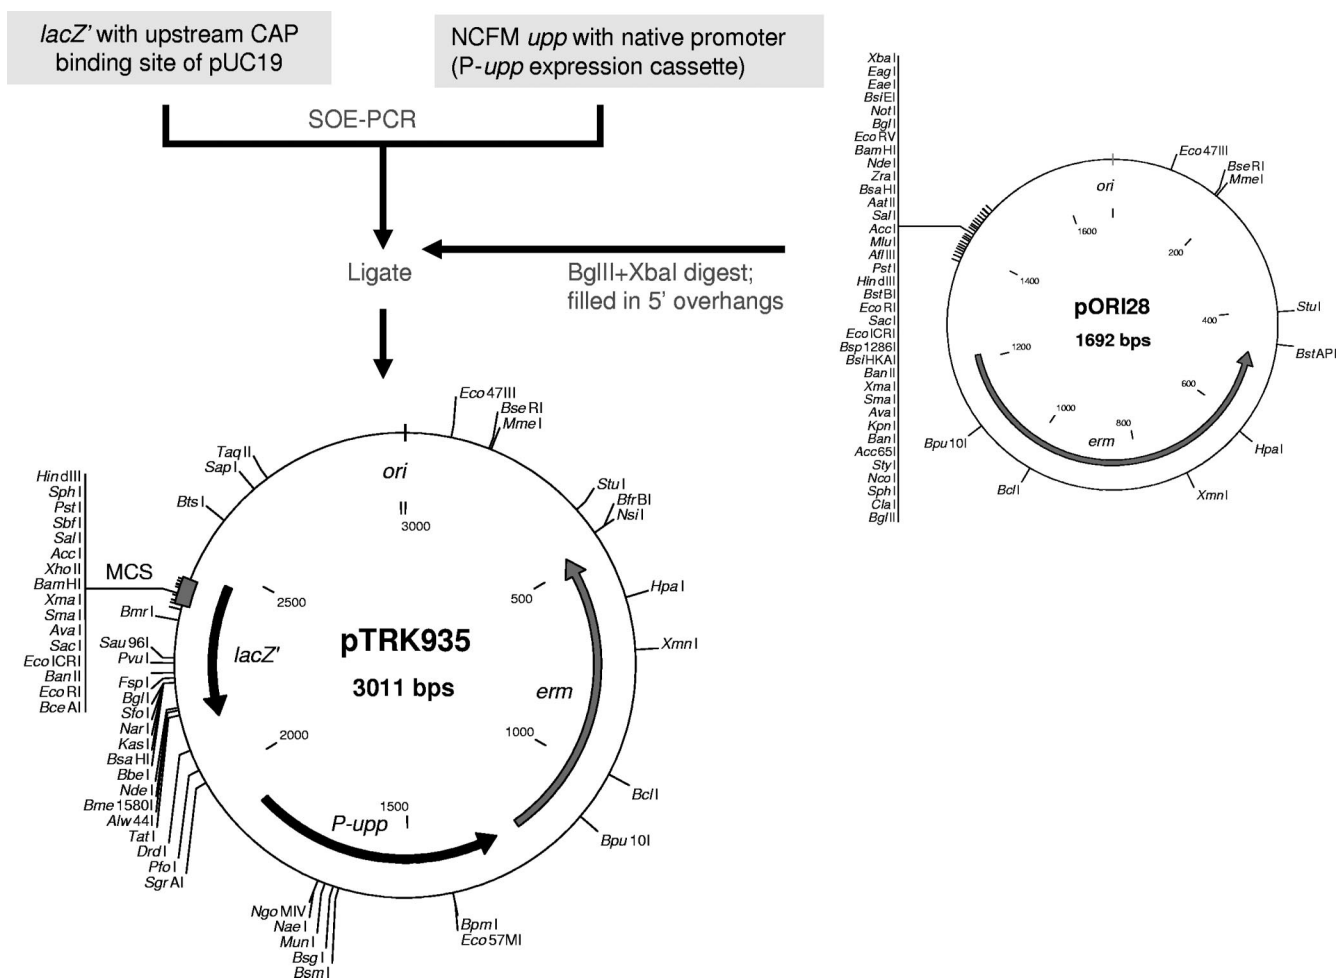 lacZ' with upstream CAP
binding site of pUC19
NCFM upp with native promoter
(P-upp expression cassette)
SOE-PCR
Ligate
BglII+XbaI digest;
filled in 5' overhangs
XbaI
EagI
EaeI
BsiEI
NotI
BglI
EcoRV
BamHI
NdeI
ZraI
BsaHI
AatII
SalI
AccI
MluI
AflIII
PstI
HindIII
BstBI
EcoRI
SacI
EcoICRI
Bsp1286I
BsiHKAI
BanII
XmaI
SmaI
AvaI
KpnI
BanI
Acc65I
StyI
NcoI
SphI
ClaI
BglII
Eco47III
BseRI
MmeI
StuI
BstAPI
HpaI
XmnI
BclI
Bpu10I
ori
I
1600
200
1400
400
pORI28
1692 bps
1200
600
1000
800
erm
Eco47III
BseRI
MmeI
StuI
BfrBI
NsiI
HpaI
XmnI
BclI
Bpu10I
BpmI
Eco57MI
TaqII
SapI
BtsI
HindIII
SphI
PstI
SbfI
SalI
AccI
XhoII
BamHI
XmaI
SmaI
AvaI
SacI
EcoICRI
BanII
EcoRI
BceAI
MCS
BmrI
Sau96I
PvuI
FspI
BglI
SfoI
NarI
KasI
BsaHI
BbeI
NdeI
Bme1580I
Alw44I
TatI
DrdI
PfoI
SgrAI
NgoMIV
NaeI
MunI
BsgI
BsmI
ori
3000
2500
500
lacZ'
pTRK935
3011 bps
erm
2000
1000
1500
P-upp